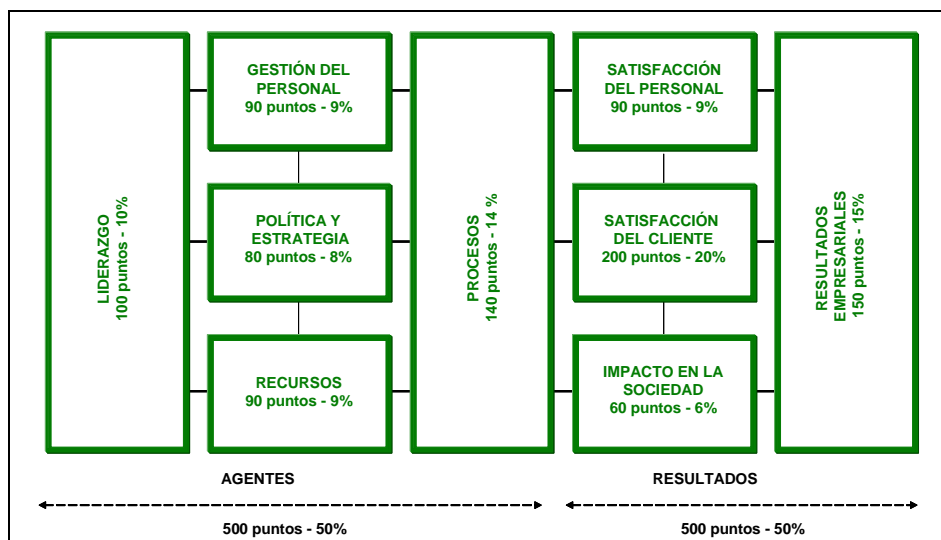 LIDERAZGO
100 puntos - 10%
GESTIÓN DEL
PERSONAL
90 puntos - 9%
POLÍTICA Y
ESTRATEGIA
80 puntos - 8%
RECURSOS
90 puntos - 9%
PROCESOS
140 puntos - 14 %
SATISFACCIÓN
DEL PERSONAL
90 puntos - 9%
SATISFACCIÓN
DEL CLIENTE
200 puntos - 20%
IMPACTO EN LA
SOCIEDAD
60 puntos - 6%
RESULTADOS
EMPRESARIALES
150 puntos - 15%
AGENTES
RESULTADOS
500 puntos - 50%
500 puntos - 50%